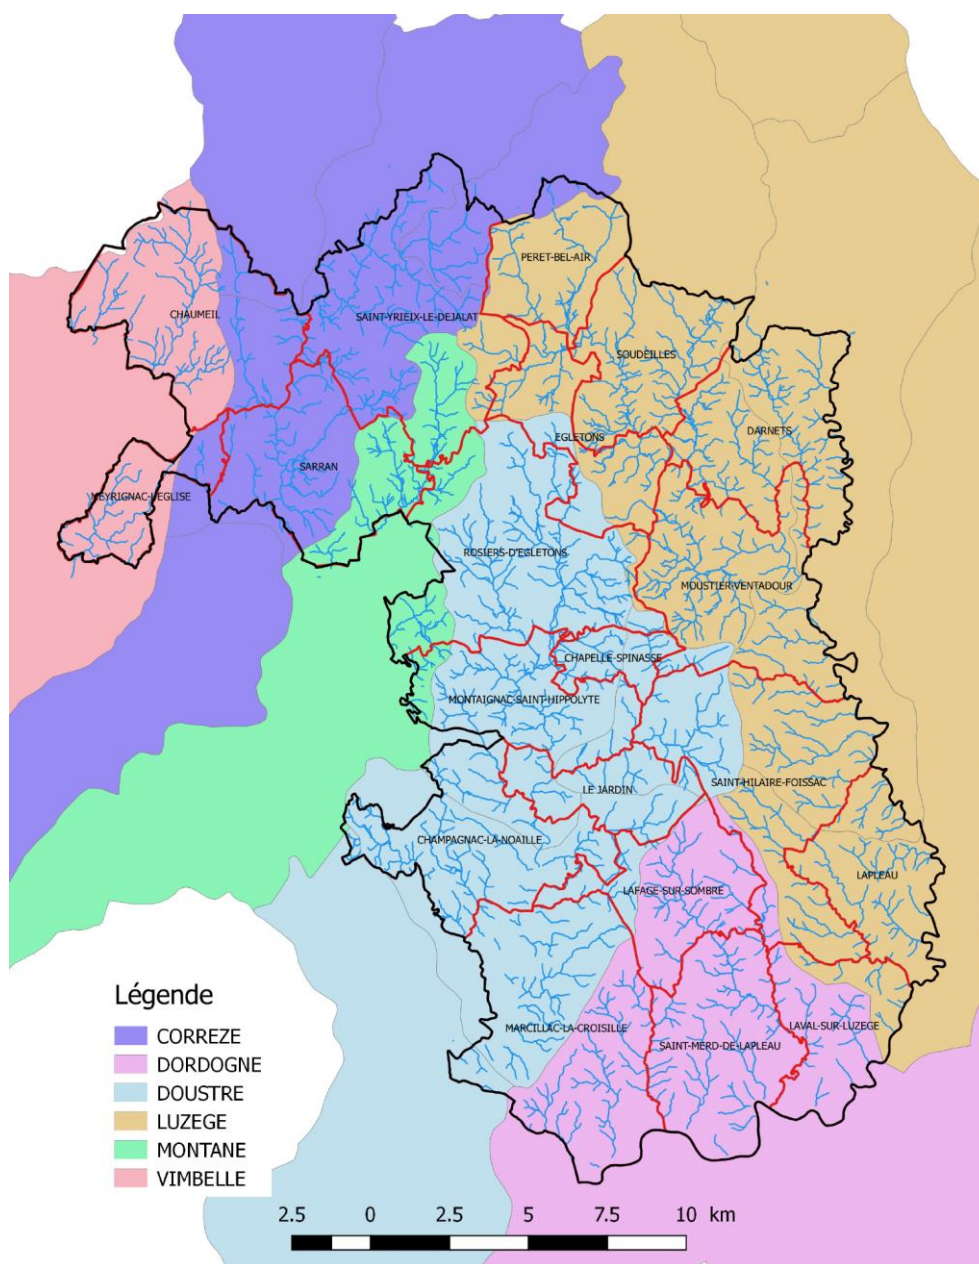 PERET-BEL-AIR
CHAUMEIL
SAINT-YRIEIX-LE-DEJALAT
SOUDEILLES
DARNETS
EGLETONS
SARRAN
MEYRIGNAC-L'EGLISE
ROSIERS-D'EGLETONS
MOUSTIER-VENTADOUR
CHAPELLE-SPINASSE
MONTAIGNAC-SAINT-HIPPOLYTE
SAINT-HILAIRE-FOISSAC
LE JARDIN
CHAMPAGNAC-LA-NOAILLE
LAPLEAU
LAFAGE-SUR-SOMBRE
MARCILLAC-LA-CROISILLE
LAVAL-SUR-LUZEGE
SAINT-MERD-DE-LAPLEAU
Légende
CORREZE
DORDOGNE
DOUSTRE
LUZEGE
MONTANE
VIMBELLE
2.5 0 2.5 5 7.5 10 km